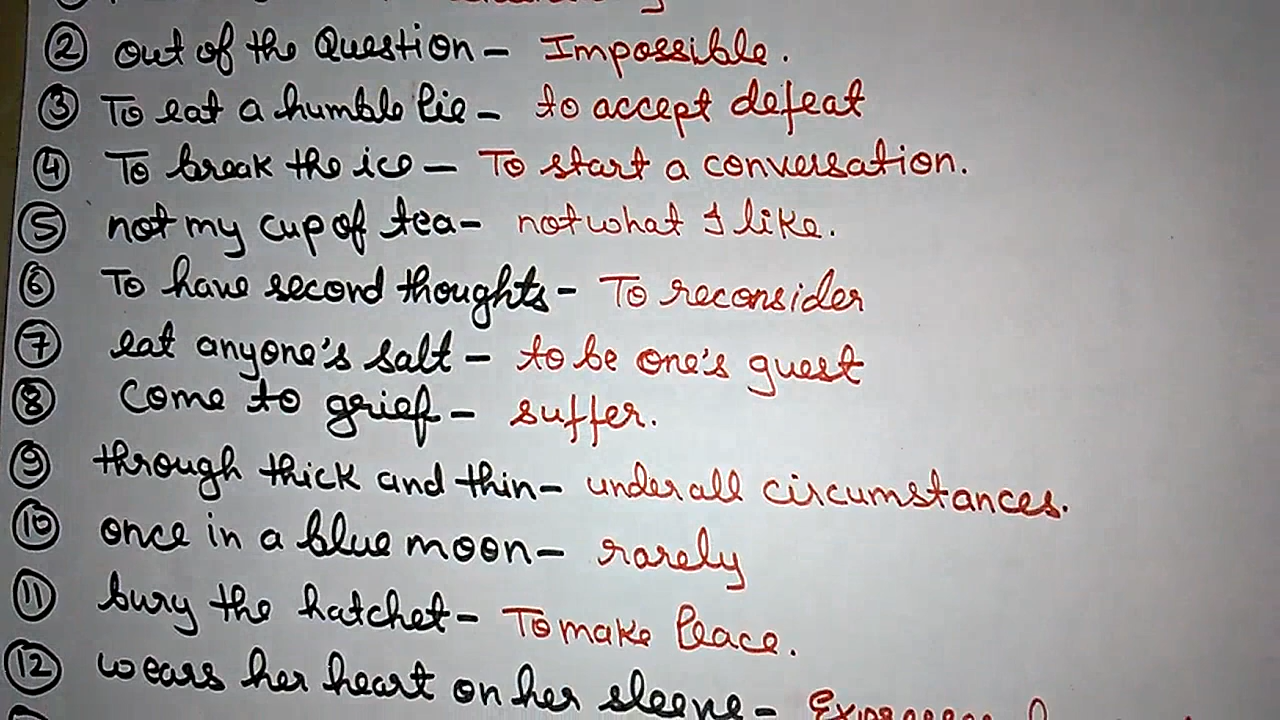 ② out of the Question - Impossible.
③ To eat a humble Pie - to accept defeat
④ To break the ice - To start a conversation.
⑤ not my cup of tea - not what I like.
⑥ To have second thoughts - To reconsider
⑦ eat anyone's salt - to be one's guest
⑧ Come to grief - suffer.
⑨ through thick and thin - under all circumstances.
⑩ once in a blue moon - rarely
⑪ bury the hatchet - To make Peace.
⑫ wears her heart on her sleeve -